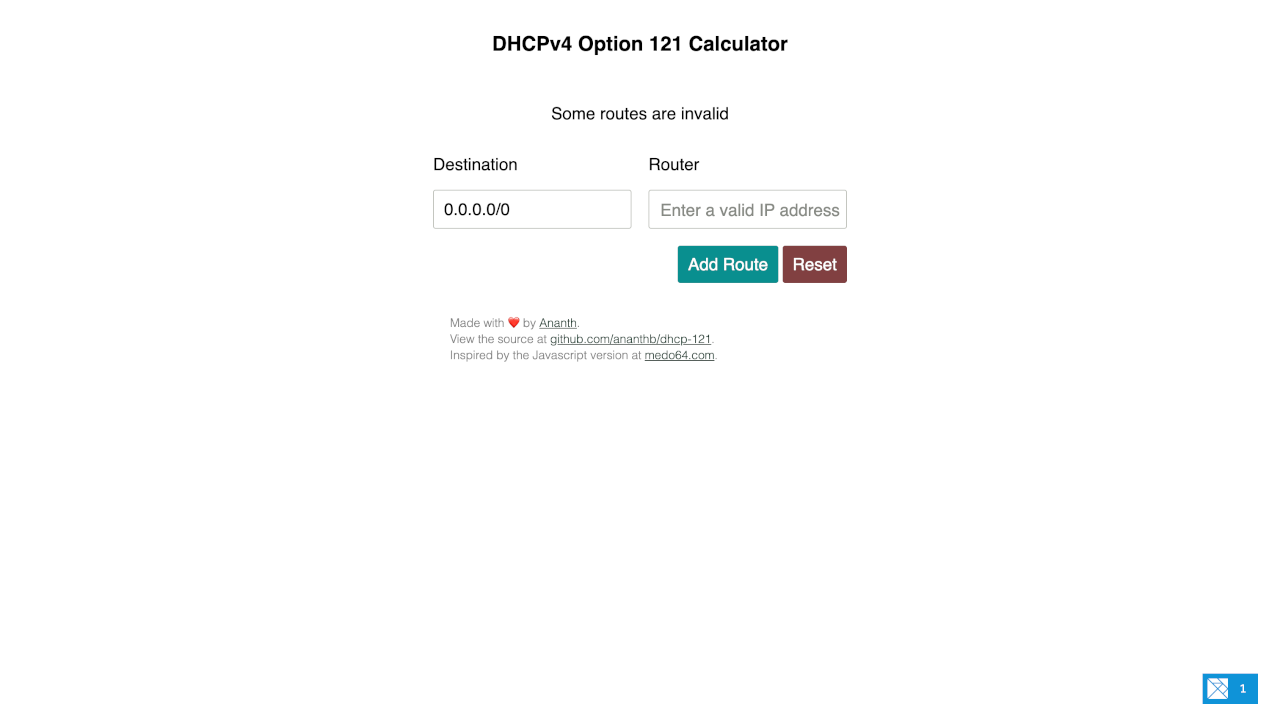 DHCPv4 Option 121 Calculator
Some routes are invalid
Destination
Router
0.0.0.0/0
Enter a valid IP address
Add Route
Reset
Made with ❤️ by Ananth.
View the source at github.com/ananthb/dhcp-121.
Inspired by the Javascript version at medo64.com.
1